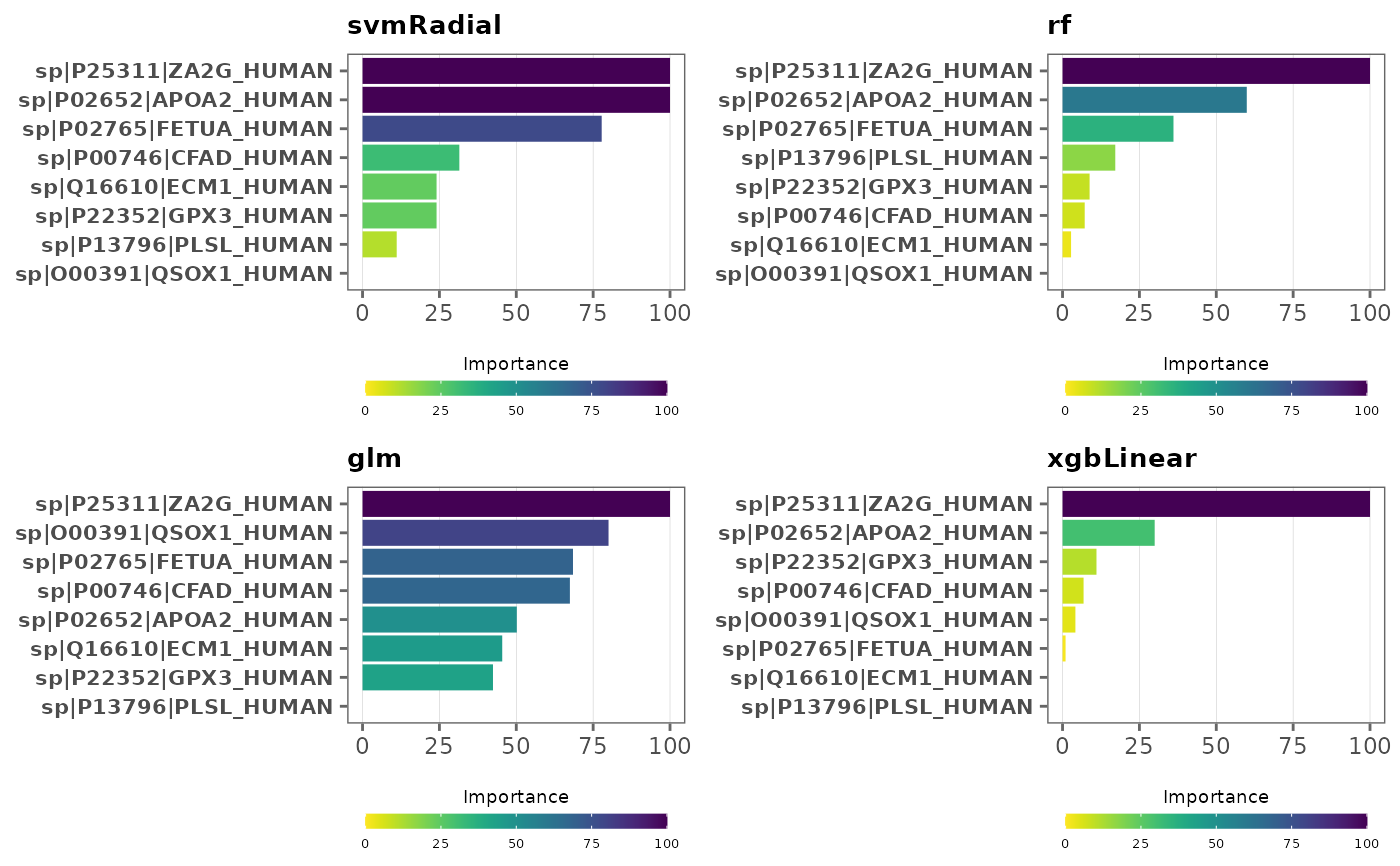 svmRadial
sp|P25311|ZA2G_HUMAN
sp|P02652|APOA2_HUMAN
sp|P02765|FETUA_HUMAN
sp|P00746|CFAD_HUMAN
sp|Q16610|ECM1_HUMAN
sp|P22352|GPX3_HUMAN
sp|P13796|PLSL_HUMAN
sp|O00391|QSOX1_HUMAN
0 25 50 75 100
Importance
0 25 50 75 100
rf
sp|P25311|ZA2G_HUMAN
sp|P02652|APOA2_HUMAN
sp|P02765|FETUA_HUMAN
sp|P13796|PLSL_HUMAN
sp|P22352|GPX3_HUMAN
sp|P00746|CFAD_HUMAN
sp|Q16610|ECM1_HUMAN
sp|O00391|QSOX1_HUMAN
0 25 50 75 100
Importance
0 25 50 75 100
glm
sp|P25311|ZA2G_HUMAN
sp|O00391|QSOX1_HUMAN
sp|P02765|FETUA_HUMAN
sp|P00746|CFAD_HUMAN
sp|P02652|APOA2_HUMAN
sp|Q16610|ECM1_HUMAN
sp|P22352|GPX3_HUMAN
sp|P13796|PLSL_HUMAN
0 25 50 75 100
Importance
0 25 50 75 100
xgbLinear
sp|P25311|ZA2G_HUMAN
sp|P02652|APOA2_HUMAN
sp|P22352|GPX3_HUMAN
sp|P00746|CFAD_HUMAN
sp|O00391|QSOX1_HUMAN
sp|P02765|FETUA_HUMAN
sp|Q16610|ECM1_HUMAN
sp|P13796|PLSL_HUMAN
0 25 50 75 100
Importance
0 25 50 75 100